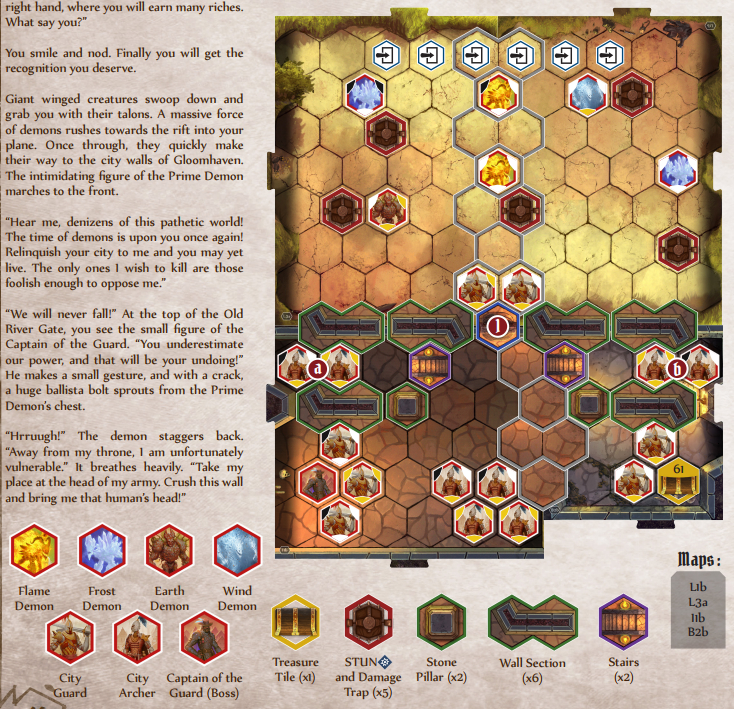 right hand, where you will earn many riches.
What say you?”
You smile and nod. Finally you will get the
recognition you deserve.
Giant winged creatures swoop down and
grab you with their talons. A massive force
of demons rushes towards the rift into your
plane. Once through, they quickly make
their way to the city walls of Gloomhaven.
The intimidating figure of the Prime Demon
marches to the front.
“Hear me, denizens of this pathetic world!
The time of demons is upon you once again!
Relinquish your city to me and you may yet
live. The only ones I wish to kill are those
foolish enough to oppose me.”
“We will never fall!” At the top of the Old
River Gate, you see the small figure of the
Captain of the Guard. “You underestimate
our power, and that will be your undoing!”
He makes a small gesture, and with a crack,
a huge ballista bolt sprouts from the Prime
Demon’s chest.
“Hrruugh!” The demon staggers back.
“Away from my throne, I am unfortunately
vulnerable.” It breathes heavily. “Take my
place at the head of my army. Crush this wall
and bring me that human’s head!”
1
a
b
61
Flame
Demon
Frost
Demon
Earth
Demon
Wind
Demon
City
Guard
City
Archer
Captain of the
Guard (Boss)
Treasure
Tile (x1)
STUN
and Damage
Trap (x5)
Stone
Pillar (x2)
Wall Section
(x6)
Stairs
(x2)
Maps:
L1b
L3a
I1b
B2b